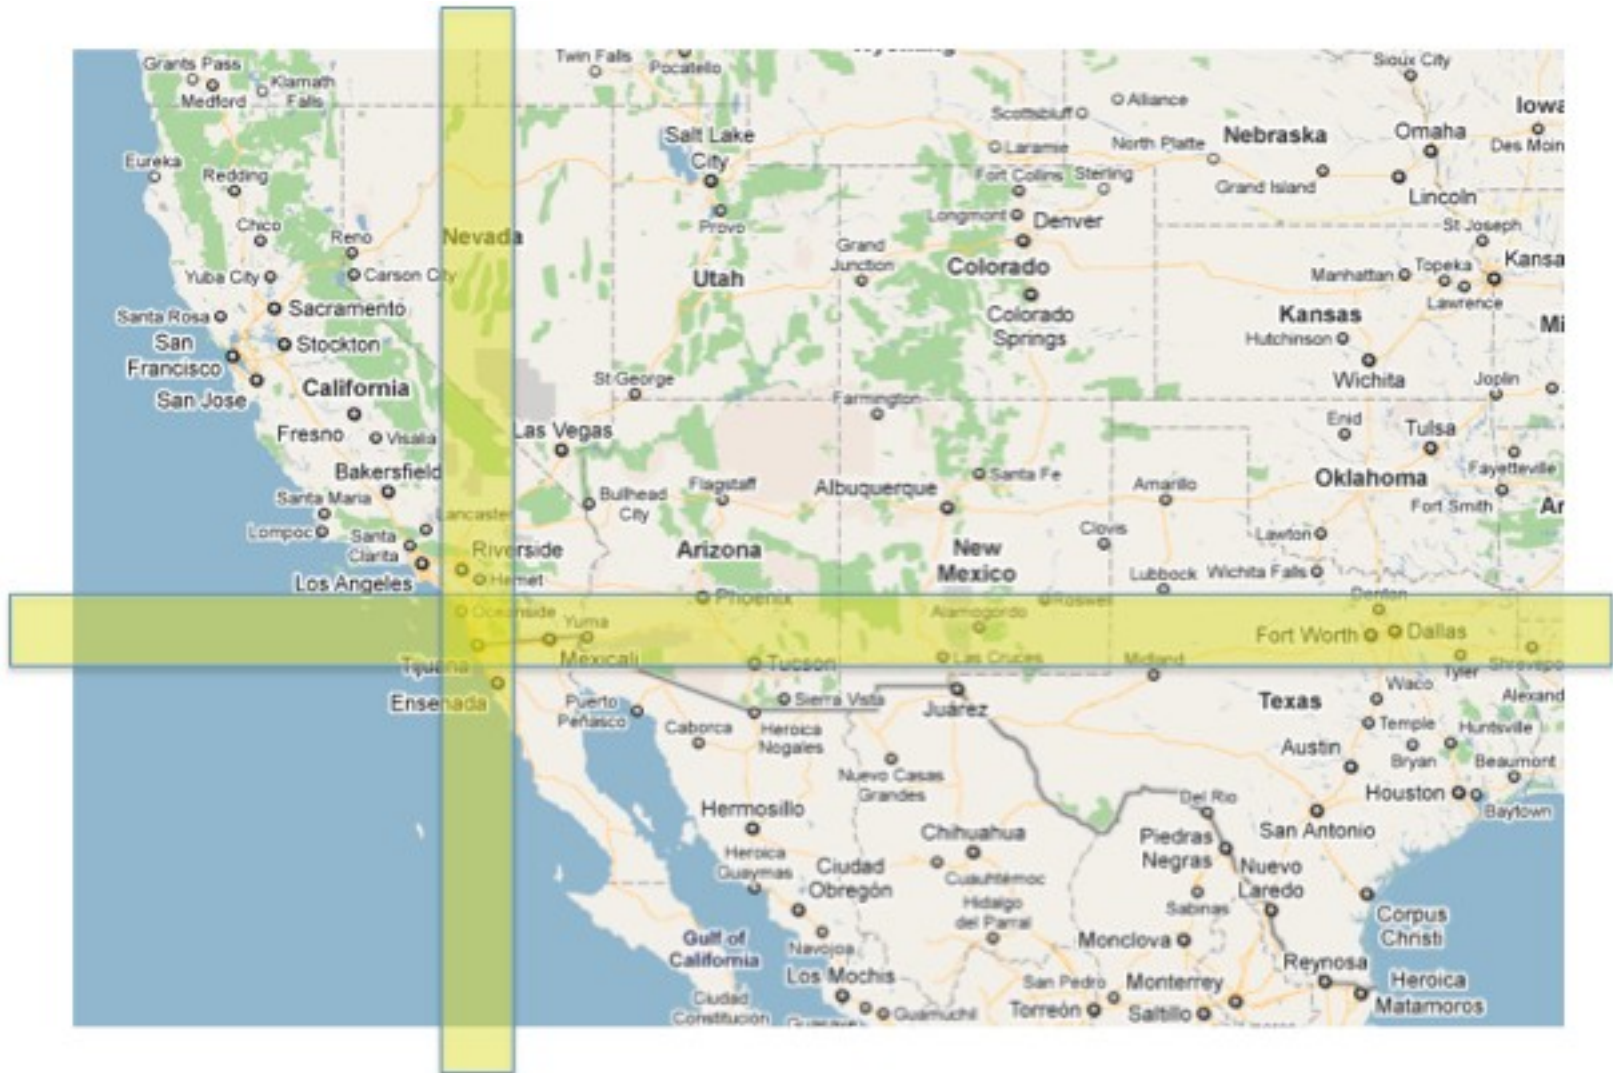 Grants Pass
Medford
Klamath
Falls
Twin Falls
Pocatello
Sioux City
Alliance
Scottsbluff
Iowa
Nebraska
Omaha
North Platte
Des Moin
Eureka
Redding
Salt Lake
City
Laramie
Fort Collins
Sterling
Grand Island
Lincoln
Chico
Reno
Nevada
Provo
Longmont
Denver
St Joseph
Yuba City
Carson City
Utah
Grand
Junction
Colorado
Manhattan
Topeka
Kansa
Lawrence
Santa Rosa
Sacramento
Colorado
Springs
Kansas
Mi
San
Francisco
Stockton
Hutchinson
Wichita
San Jose
California
St George
Farmington
Joplin
Fresno
Visalia
Las Vegas
Enid
Tulsa
Bakersfield
Santa Fe
Oklahoma
Fayetteville
Santa Maria
Bullhead
City
Flagstaff
Albuquerque
Amarillo
Fort Smith
Ar
Lompoc
Santa
Clarita
Lancaster
Clovis
Lawton
Riverside
Arizona
New
Mexico
Los Angeles
Hemet
Lubbock
Wichita Falls
Oceanside
Yuma
Phoenix
Alamogordo
Roswell
Denton
Fort Worth
Dallas
Tijuana
Mexicali
Tucson
Las Cruces
Midland
Tyler
Shrevepo
Ensenada
Puerto
Peñasco
Sierra Vista
Juárez
Texas
Waco
Alexand
Caborca
Heroica
Nogales
Temple
Huntsville
Austin
Bryan
Beaumont
Nuevo Casas
Grandes
Del Rio
Houston
Baytown
Hermosillo
Chihuahua
Piedras
Negras
San Antonio
Heroica
Guaymas
Ciudad
Obregón
Cuauhtémoc
Nuevo
Laredo
Hidalgo
del Parral
Sabinas
Corpus
Christi
Gulf of
California
Navojoa
Monclova
Reynosa
Los Mochis
San Pedro
Monterrey
Heroica
Matamoros
Ciudad
Constitución
Guamuchil
Torreón
Saltillo